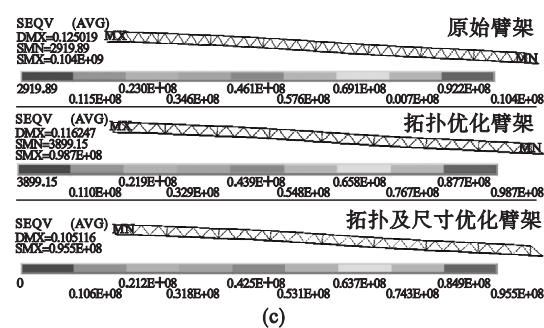 SEQV (AVG)
DMX=0.125019
SMN=2919.89
SMX=0.104E+09
MX
原始臂架
MN
2919.89 0.230E+08 0.461E+08 0.691E+08 0.922E+08
0.115E+08 0.346E+08 0.576E+08 0.007E+08 0.104E+08
SEQV (AVG)
DMX=0.116247
SMN=3899.15
SMX=0.987E+08
MX
拓扑优化臂架
MN
3899.15 0.219E+08 0.439E+08 0.658E+08 0.877E+08
0.110E+08 0.329E+08 0.548E+08 0.767E+08 0.987E+08
SEQV (AVG)
DMX=0.105116
SMX=0.955E+08
MN
拓扑及尺寸优化臂架
0 0.212E+08 0.425E+08 0.637E+08 0.849E+08
0.106E+08 0.318E+08 0.531E+08 0.743E+08 0.955E+08
(c)